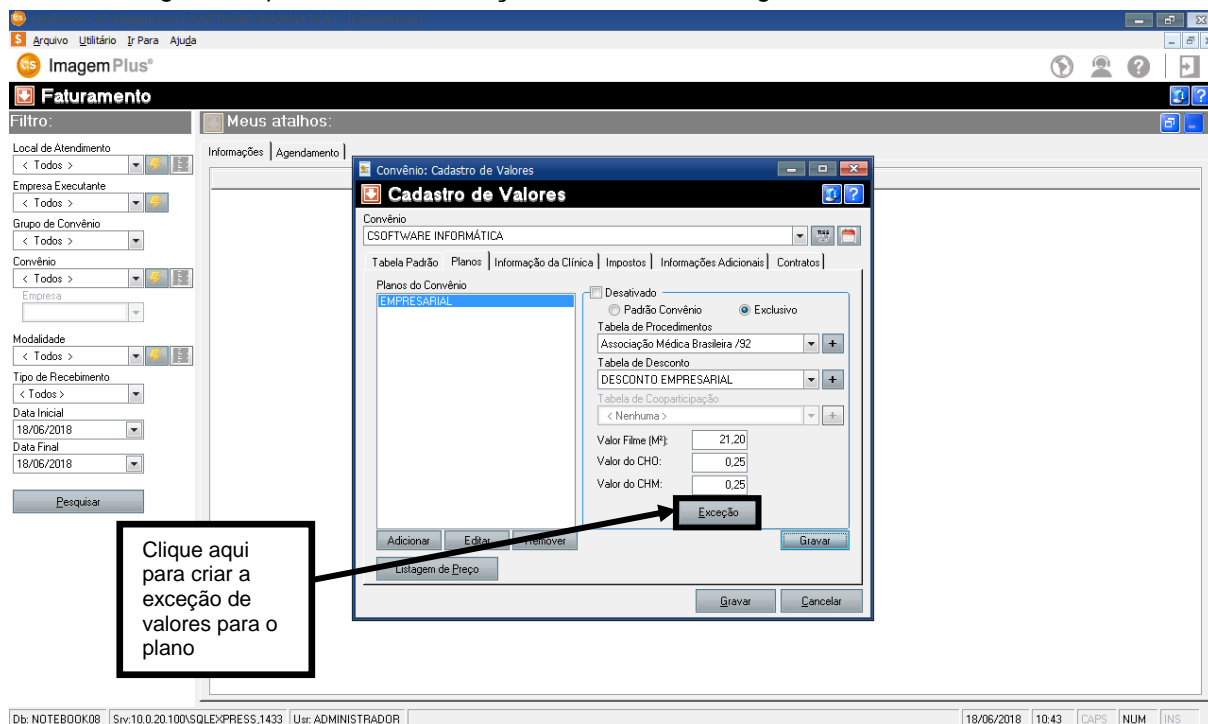 Arquivo Utilitário Ir Para Ajuda
ImagemPlus®
Faturamento
Filtro:
Meus atalhos:
Local de Atendimento
< Todos >
Empresa Executante
< Todos >
Grupo de Convênio
< Todos >
Convênio
< Todos >
Empresa
Modalidade
< Todos >
Tipo de Recebimento
< Todos >
Data Inicial
18/06/2018
Data Final
18/06/2018
Pesquisar
Informações Agendamento
Convênio: Cadastro de Valores
Cadastro de Valores
Convênio
CSOFTWARE INFORMÁTICA
Tabela Padrão Planos Informação da Clínica Impostos Informações Adicionais Contratos
Planos do Convênio
EMPRESARIAL
Desativado
Padrão Convênio Exclusivo
Tabela de Procedimentos
Associação Médica Brasileira /92
Tabela de Desconto
DESCONTO EMPRESARIAL
Tabela de Cooparticipação
< Nenhuma >
Valor Filme (M²): 21,20
Valor do CHO: 0,25
Valor do CHM: 0,25
Exceção
Adicionar Editar Remover Gravar
Listagem de Preço
Gravar Cancelar
Clique aqui
para criar a
exceção de
valores para o
plano
Db: NOTEBOOK08 Srv:10.0.20.100\SQLEXPRESS,1433 Usr: ADMINISTRADOR 18/06/2018 10:43 CAPS NUM INS